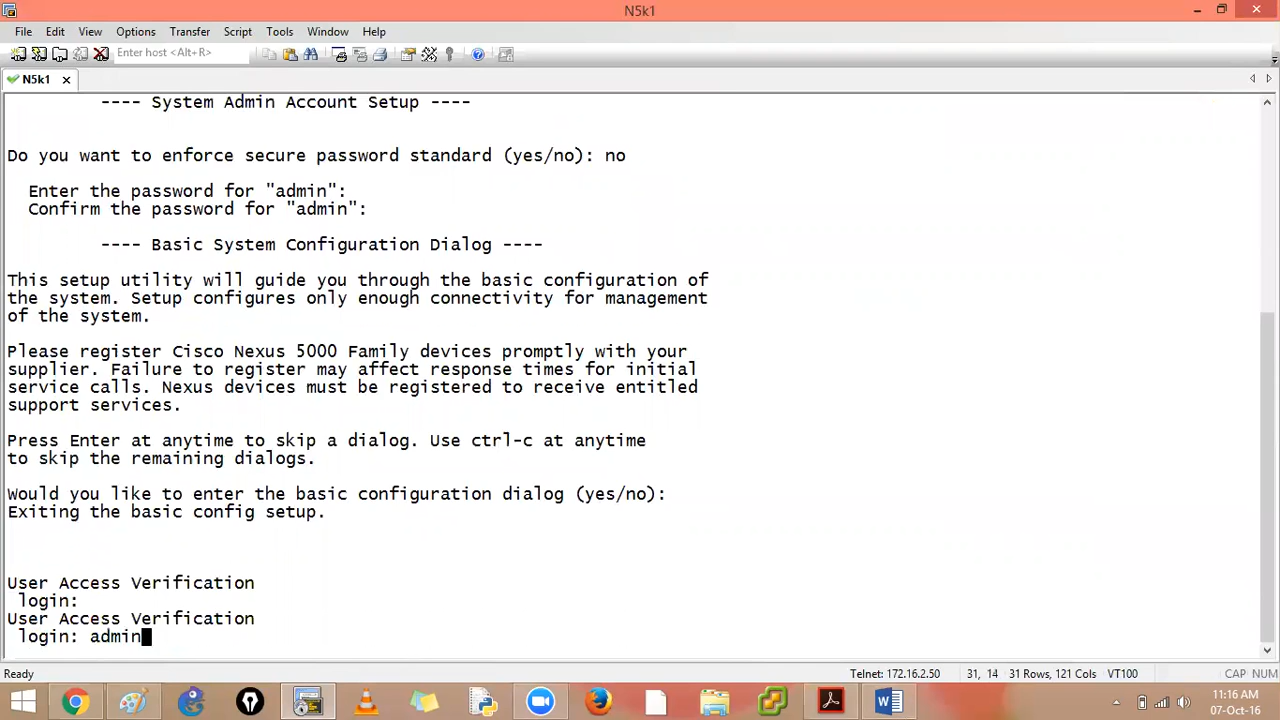 N5k1
File Edit View Options Transfer Script Tools Window Help
Enter host <Alt+R>
N5k1
---- System Admin Account Setup ----
Do you want to enforce secure password standard (yes/no): no
Enter the password for "admin":
Confirm the password for "admin":
---- Basic System Configuration Dialog ----
This setup utility will guide you through the basic configuration of
the system. Setup configures only enough connectivity for management
of the system.
Please register Cisco Nexus 5000 Family devices promptly with your
supplier. Failure to register may affect response times for initial
service calls. Nexus devices must be registered to receive entitled
support services.
Press Enter at anytime to skip a dialog. Use ctrl-c at anytime
to skip the remaining dialogs.
Would you like to enter the basic configuration dialog (yes/no):
Exiting the basic config setup.
User Access Verification
login:
User Access Verification
login: admin
Ready Telnet: 172.16.2.50 31, 14 31 Rows, 121 Cols VT100 CAP NUM
11:16 AM
07-Oct-16